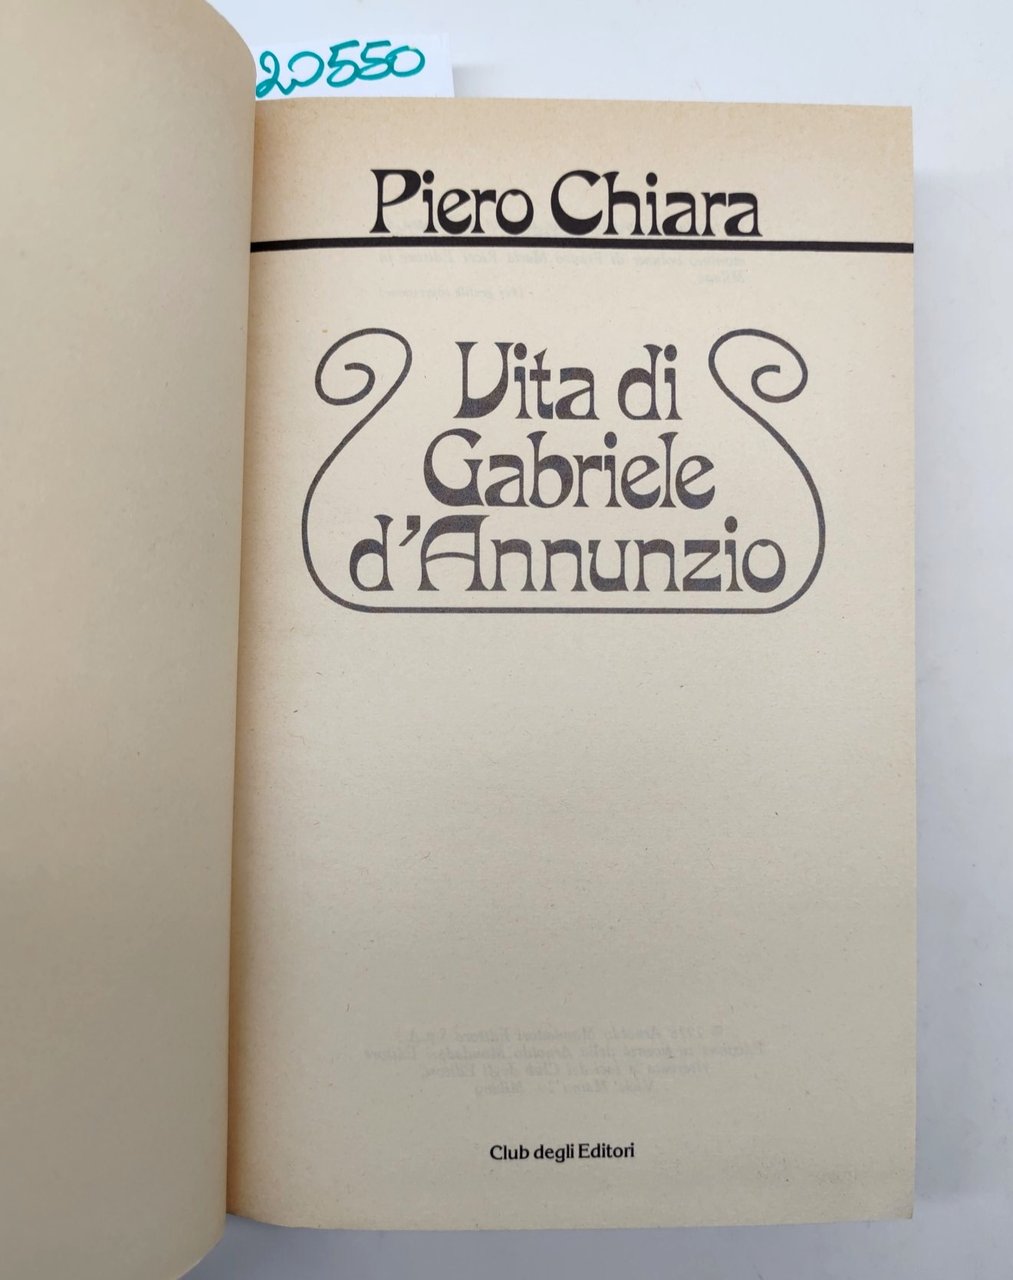 20550
Piero Chiara
Vita di
Gabriele
d'Annunzio
Club degli Editori